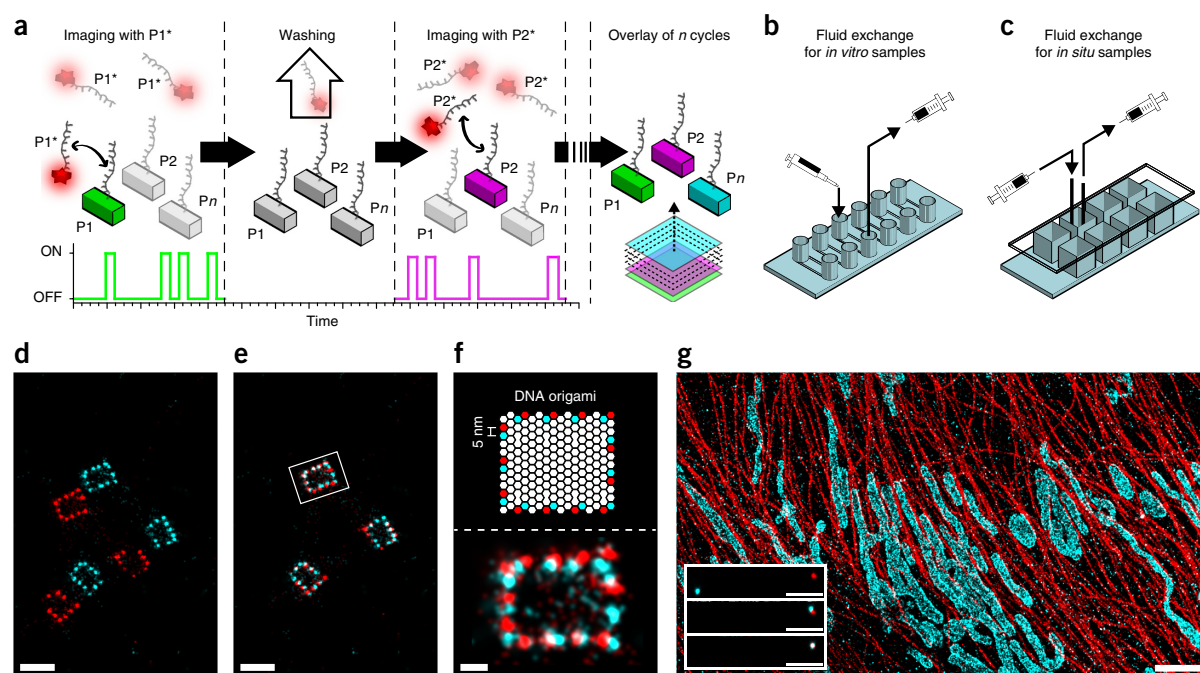 a
Imaging with P1*
Washing
Imaging with P2*
Overlay of n cycles
b
Fluid exchange
for in vitro samples
c
Fluid exchange
for in situ samples
P1*
P1*
P1*
P2
P1
Pn
P2
P1
Pn
P2*
P2*
P2*
P2
P1
Pn
P2
P1
Pn
ON
OFF
Time
d
e
f
DNA origami
5 nm
g